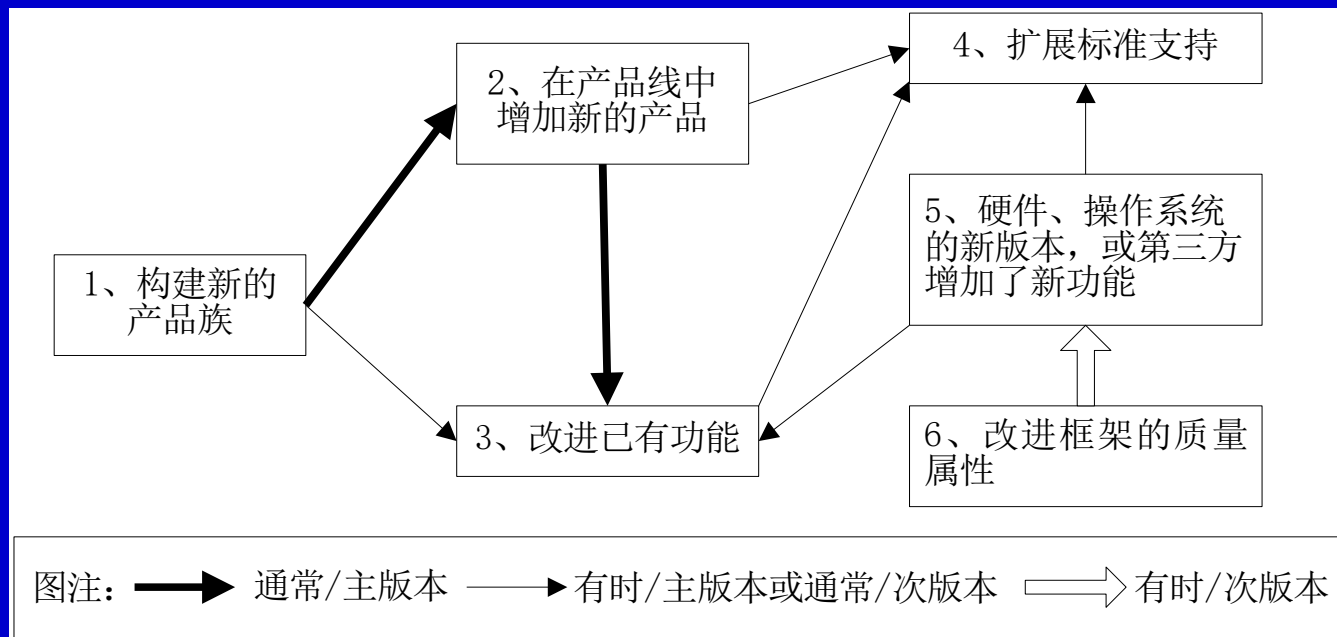 4、扩展标准支持
2、在产品线中
增加新的产品
5、硬件、操作系统
的新版本，或第三方
增加了新功能
1、构建新的
产品族
3、改进已有功能
6、改进框架的质量
属性
图注： 通常/主版本 有时/主版本或通常/次版本 有时/次版本